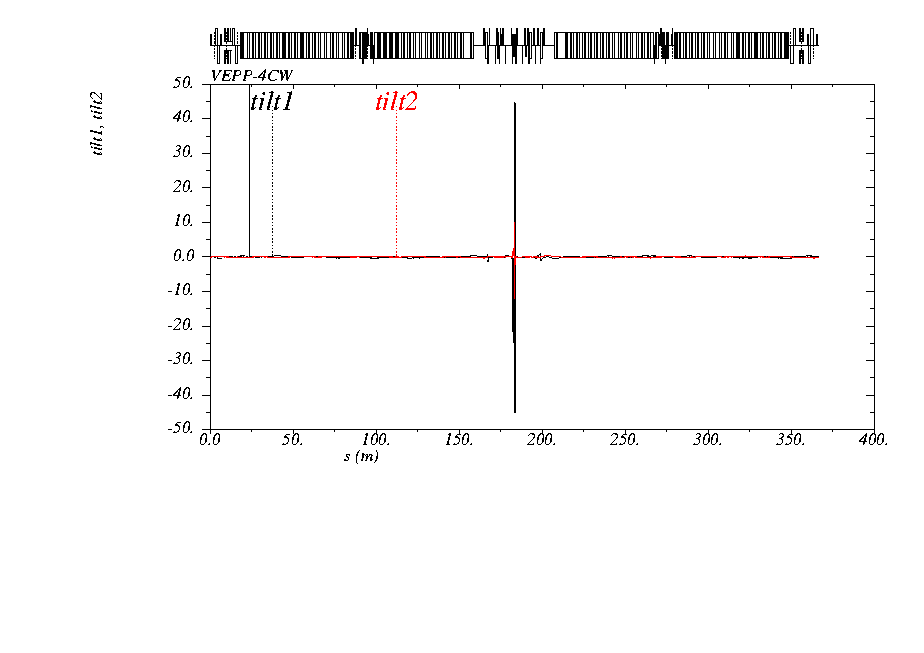 VEPP-4CW
50.
tilt1
tilt2
tilt1, tilt2
40.
30.
20.
10.
0.0
-10.
-20.
-30.
-40.
-50.
0.0 50. 100. 150. 200. 250. 300. 350. 400.
s (m)